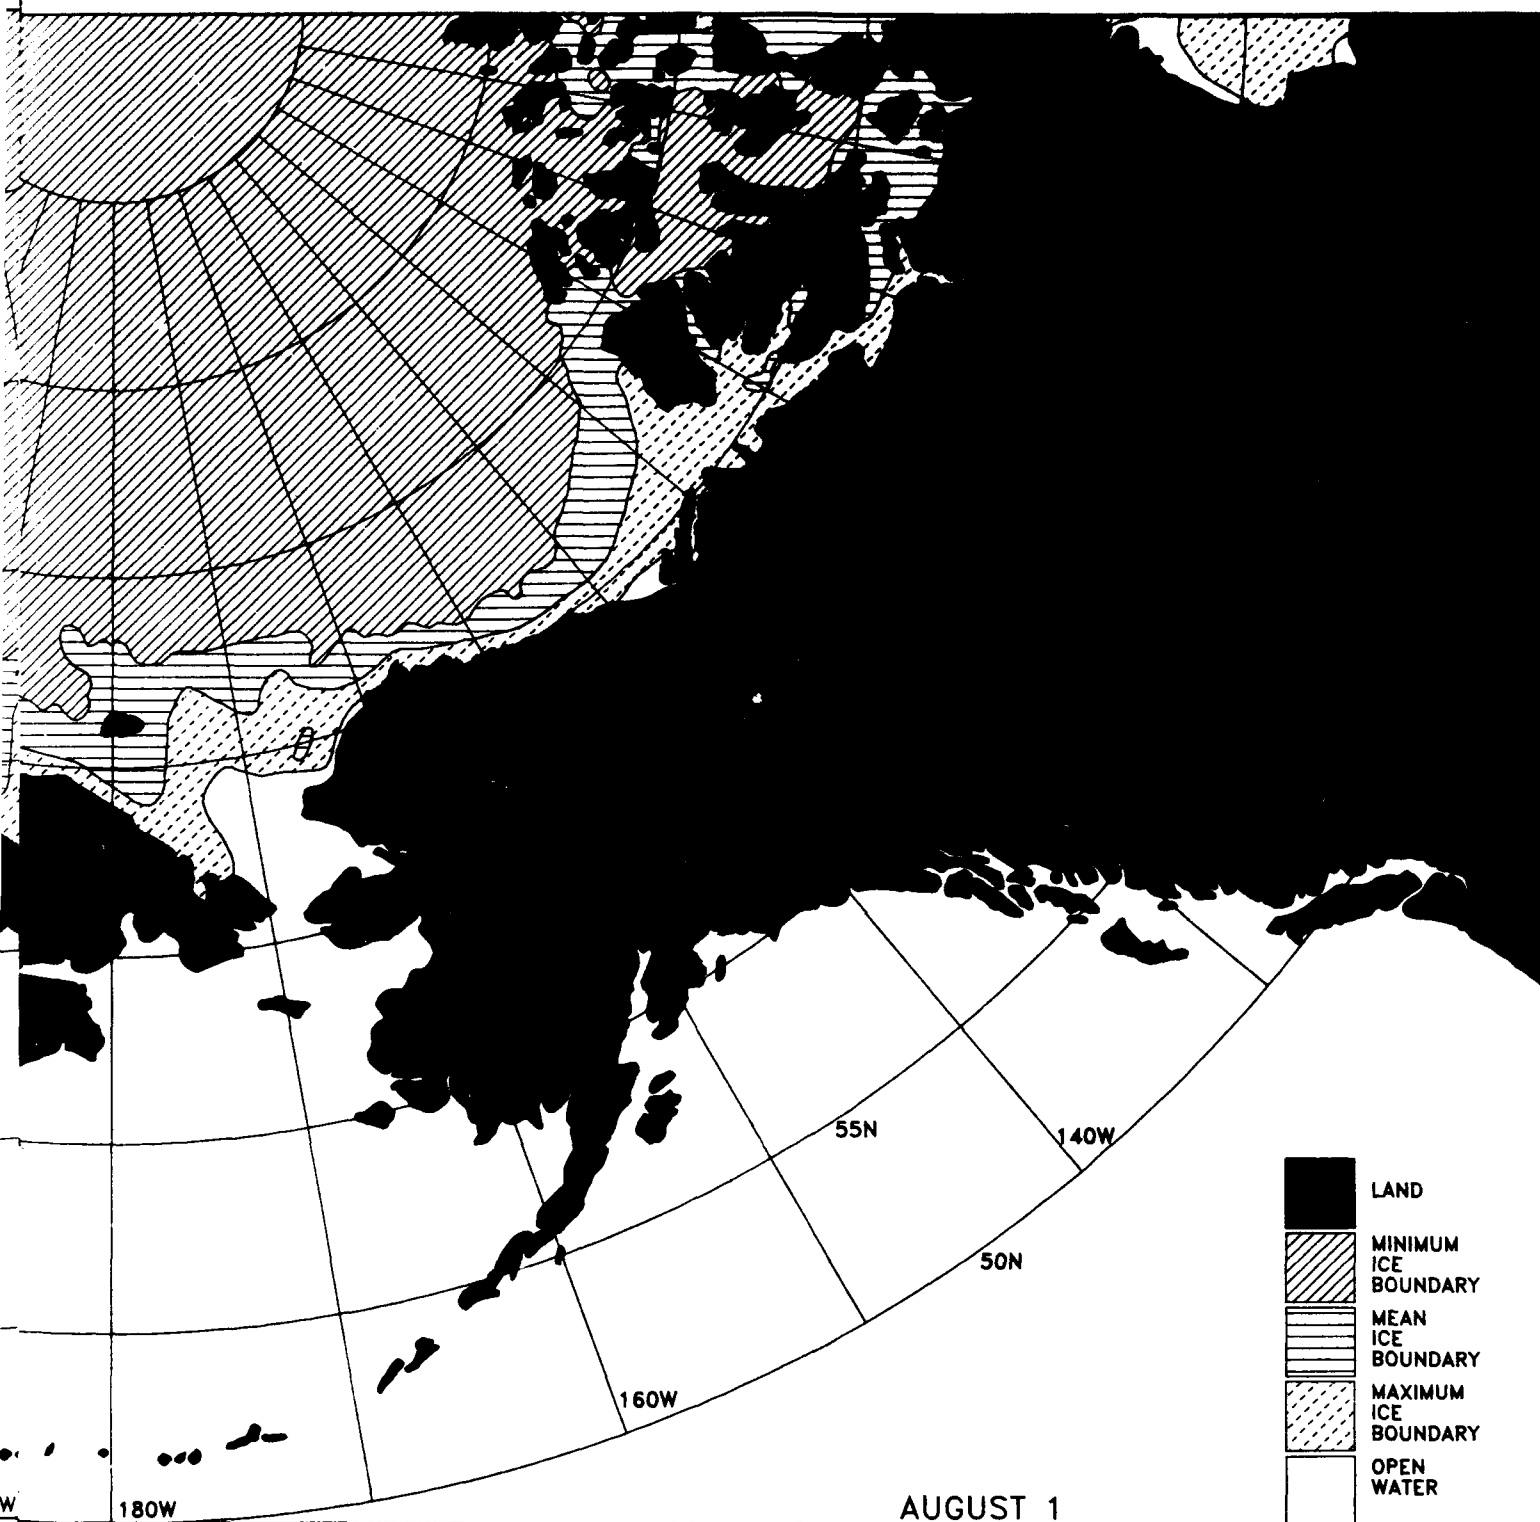 55N
140W
50N
160W
W
180W
AUGUST 1
LAND
MINIMUM
ICE
BOUNDARY
MEAN
ICE
BOUNDARY
MAXIMUM
ICE
BOUNDARY
OPEN
WATER